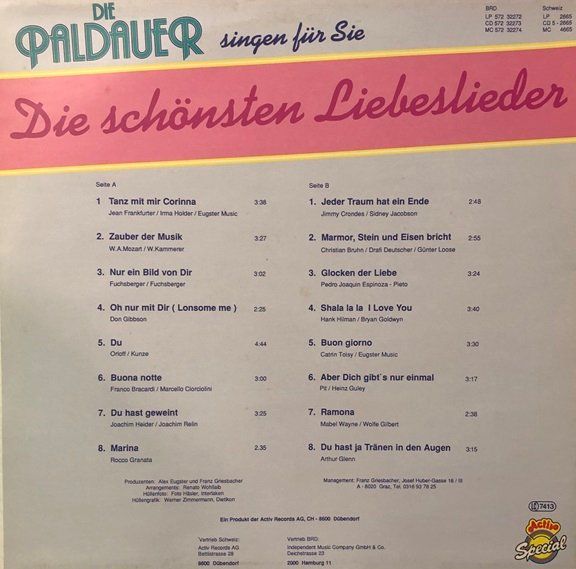 DIE
PALDAUER singen für Sie
BRD
LP 572 32272
CD 572 32273
MC 572 32274
Schweiz
LP 2665
CD 5 - 2665
MC 4665
Die schönsten Liebeslieder
Seite A
1 Tanz mit mir Corinna 3:38
Jean Frankfurter / Irma Holder / Eugster Music
2. Zauber der Musik 3:27
W.A.Mozart / W.Kammerer
3. Nur ein Bild von Dir 3:02
Fuchsberger / Fuchsberger
4. Oh nur mit Dir ( Lonsome me ) 2:25
Don Gibbson
5. Du 4:44
Orloff / Kunze
6. Buona notte 3:00
Franco Bracardi / Marcello Ciorciolini
7. Du hast geweint 3:25
Joachim Heider / Joachim Relin
8. Marina 2.35
Rocco Granata
Seite B
1. Jeder Traum hat ein Ende 2:48
Jimmy Crondes / Sidney Jacobson
2. Marmor, Stein und Eisen bricht 2:55
Christian Bruhn / Drafi Deutscher / Günter Loose
3. Glocken der Liebe 3:24
Pedro Joaquin Espinoza - Pieto
4. Shala la la I Love You 3:40
Hank Hilman / Bryan Goldwyn
5. Buon giorno 3:30
Catrin Toisy / Eugster Music
6. Aber Dich gibt`s nur einmal 3:17
Pit / Heinz Guley
7. Ramona 2:38
Mabel Wayne / Wolfe Gilbert
8. Du hast ja Tränen in den Augen 3:15
Arthur Glenn
Produzenten: Alex Eugster und Franz Griesbacher
Arrangements: Renato Wohllaib
Hüllenfoto: Foto Häsler, Interlaken
Hüllengrafik: Werner Zimmermann, Dietikon
Management: Franz Griesbacher, Josef Huber-Gasse 16 / III
A - 8020 Graz, Tel. 0316 93 78 25
7413
Ein Produkt der Activ Records AG, CH - 8600 Dübendorf
Vertrieb Schweiz:
Activ Records AG
Bettlistrasse 28
8600 Dübendorf
Vertrieb BRD:
Independent Music Company GmbH & Co.
Deichstrasse 23
2000 Hamburg 11
Activ
Special